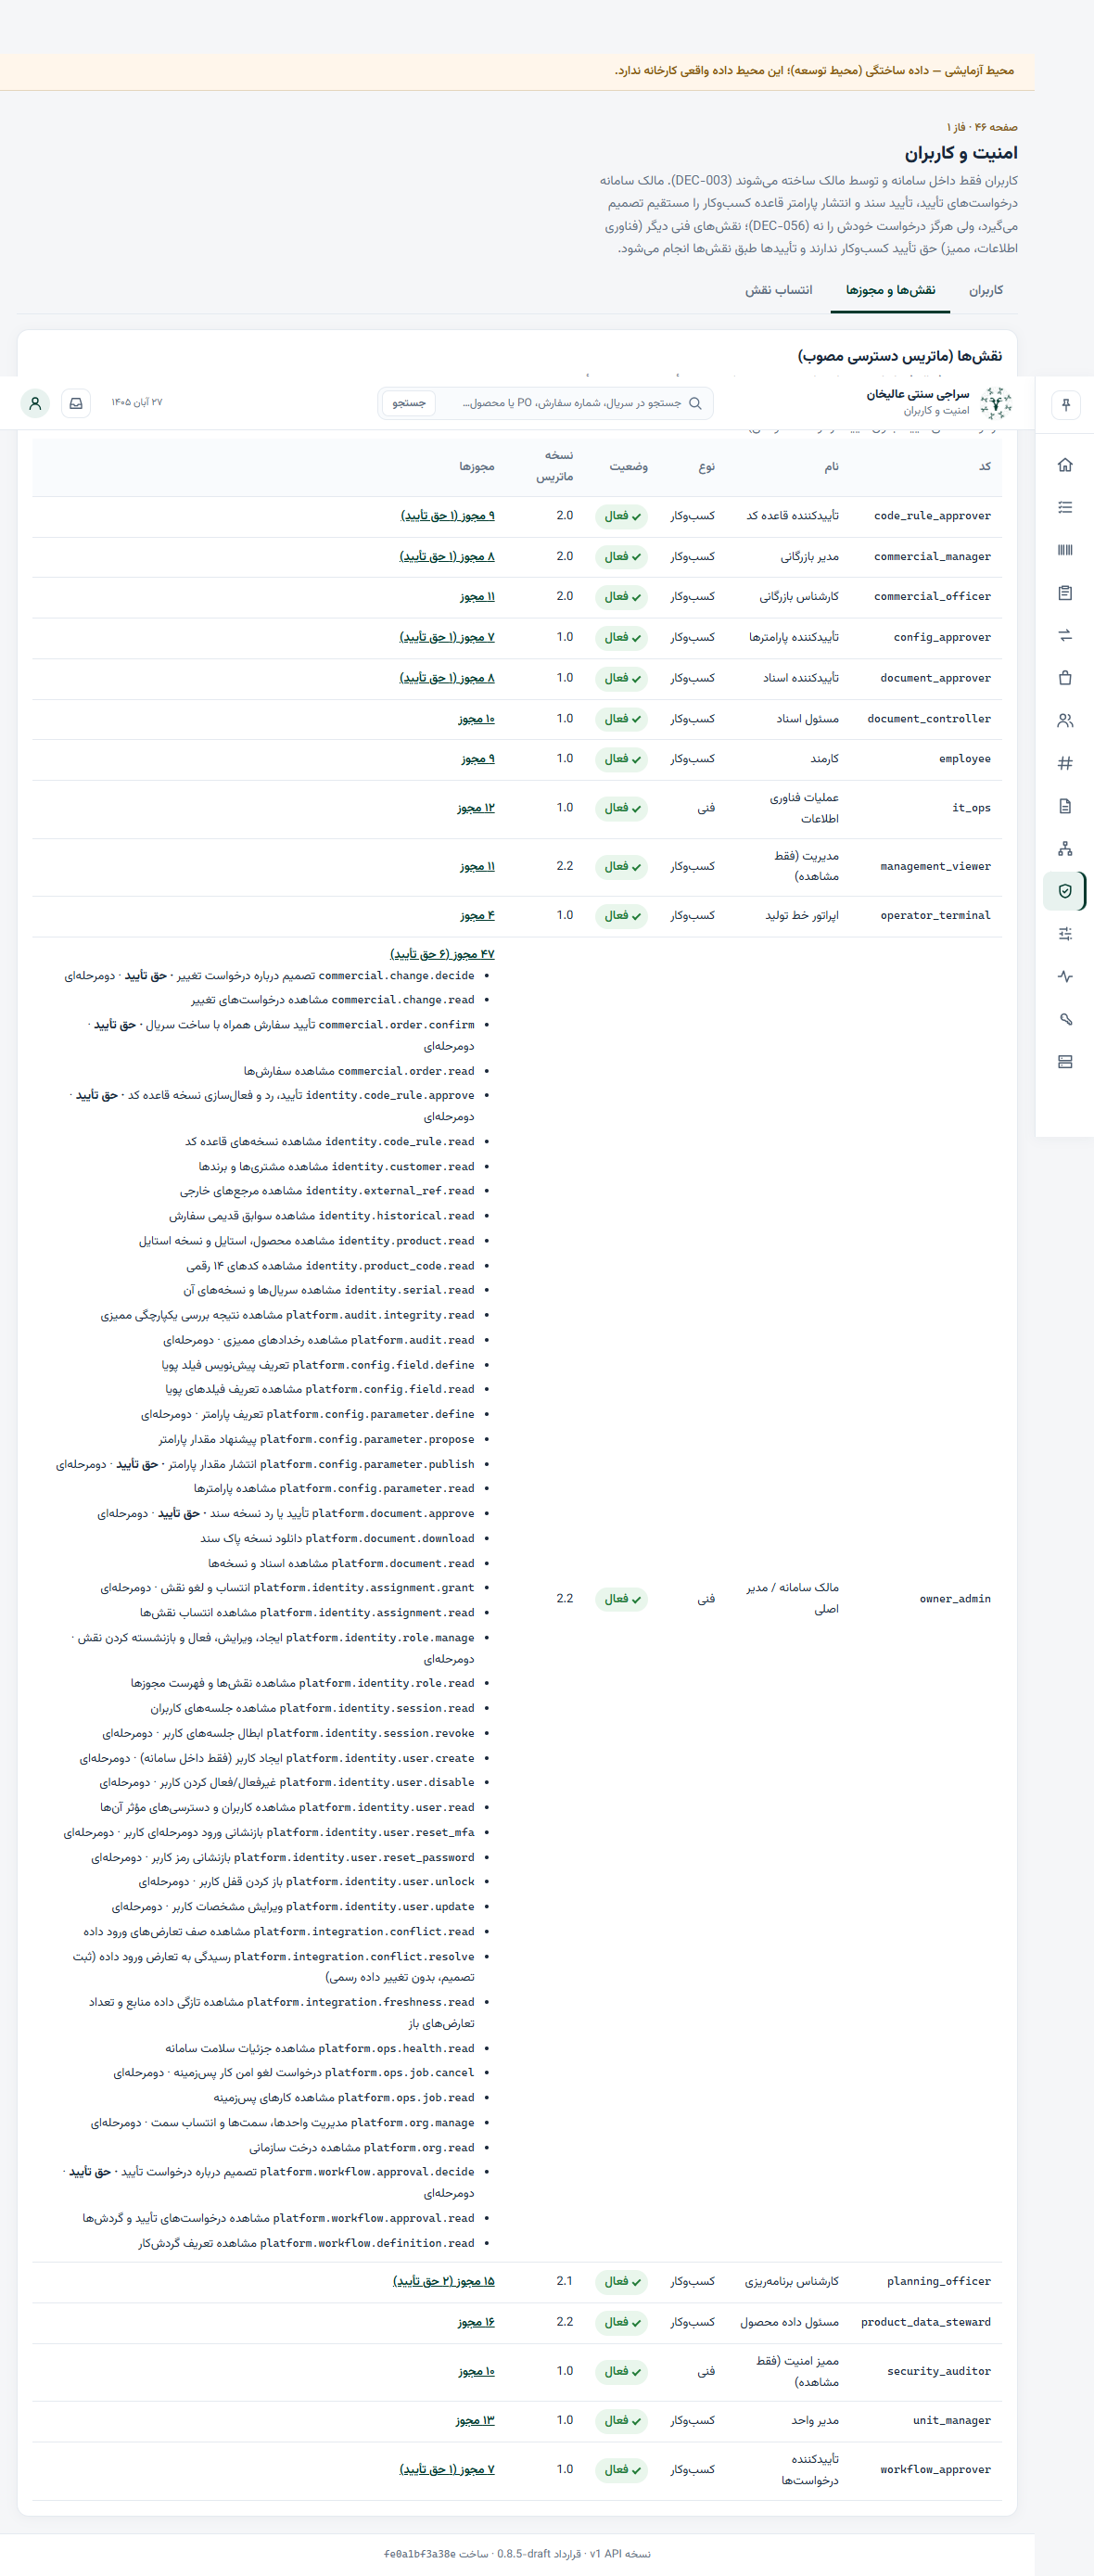 محیط آزمایشی — داده ساختگی (محیط توسعه)؛ این محیط داده واقعی کارخانه ندارد.
صفحه ۴۶ · فاز ۱
امنیت و کاربران
کاربران فقط داخل سامانه و توسط مالک ساخته می‌شوند (DEC-003). مالک سامانه
درخواست‌های تأیید، تأیید سند و انتشار پارامتر قاعده کسب‌وکار را مستقیم تصمیم
می‌گیرد، ولی هرگز درخواست خودش را نه (DEC-056)؛ نقش‌های فنی دیگر (فناوری
اطلاعات، ممیز) حق تأیید کسب‌وکار ندارند و تأییدها طبق نقش‌ها انجام می‌شود.
کاربران
نقش‌ها و مجوزها
انتساب نقش
نقش‌ها (ماتریس دسترسی مصوب)
سراجی سنتی عالیخان
امنیت و کاربران
جستجو در سریال، شماره سفارش، PO یا محصول…
جستجو
۲۷ آبان ۱۴۰۵
کد نام نوع وضعیت نسخه ماتریس مجوزها
code_rule_approver تأییدکننده قاعده کد کسب‌وکار فعال 2.0 ۹ مجوز (۱ حق تأیید)
commercial_manager مدیر بازرگانی کسب‌وکار فعال 2.0 ۸ مجوز (۱ حق تأیید)
commercial_officer کارشناس بازرگانی کسب‌وکار فعال 2.0 ۱۱ مجوز
config_approver تأییدکننده پارامترها کسب‌وکار فعال 1.0 ۷ مجوز (۱ حق تأیید)
document_approver تأییدکننده اسناد کسب‌وکار فعال 1.0 ۸ مجوز (۱ حق تأیید)
document_controller مسئول اسناد کسب‌وکار فعال 1.0 ۱۰ مجوز
employee کارمند کسب‌وکار فعال 1.0 ۹ مجوز
it_ops عملیات فناوری اطلاعات فنی فعال 1.0 ۱۲ مجوز
management_viewer مدیریت (فقط مشاهده) کسب‌وکار فعال 2.2 ۱۱ مجوز
operator_terminal اپراتور خط تولید کسب‌وکار فعال 1.0 ۴ مجوز
owner_admin مالک سامانه / مدیر اصلی فنی فعال 2.2 ۴۷ مجوز (۶ حق تأیید)
commercial.change.decide تصمیم درباره درخواست تغییر · حق تأیید · دومرحله‌ای
commercial.change.read مشاهده درخواست‌های تغییر
commercial.order.confirm تأیید سفارش همراه با ساخت سریال · حق تأیید ·
دومرحله‌ای
commercial.order.read مشاهده سفارش‌ها
identity.code_rule.approve تأیید، رد و فعال‌سازی نسخه قاعده کد · حق تأیید ·
دومرحله‌ای
identity.code_rule.read مشاهده نسخه‌های قاعده کد
identity.customer.read مشاهده مشتری‌ها و برندها
identity.external_ref.read مشاهده مرجع‌های خارجی
identity.historical.read مشاهده سوابق قدیمی سفارش
identity.product.read مشاهده محصول، استایل و نسخه استایل
identity.product_code.read مشاهده کدهای ۱۴ رقمی
identity.serial.read مشاهده سریال‌ها و نسخه‌های آن
platform.audit.integrity.read مشاهده نتیجه بررسی یکپارچگی ممیزی
platform.audit.read مشاهده رخدادهای ممیزی · دومرحله‌ای
platform.config.field.define تعریف پیش‌نویس فیلد پویا
platform.config.field.read مشاهده تعریف فیلدهای پویا
platform.config.parameter.define تعریف پارامتر · دومرحله‌ای
platform.config.parameter.propose پیشنهاد مقدار پارامتر
platform.config.parameter.publish انتشار مقدار پارامتر · حق تأیید · دومرحله‌ای
platform.config.parameter.read مشاهده پارامترها
platform.document.approve تأیید یا رد نسخه سند · حق تأیید · دومرحله‌ای
platform.document.download دانلود نسخه پاک سند
platform.document.read مشاهده اسناد و نسخه‌ها
platform.identity.assignment.grant انتساب و لغو نقش · دومرحله‌ای
platform.identity.assignment.read مشاهده انتساب نقش‌ها
platform.identity.role.manage ایجاد، ویرایش، فعال و بازنشسته کردن نقش ·
دومرحله‌ای
platform.identity.role.read مشاهده نقش‌ها و فهرست مجوزها
platform.identity.session.read مشاهده جلسه‌های کاربران
platform.identity.session.revoke ابطال جلسه‌های کاربر · دومرحله‌ای
platform.identity.user.create ایجاد کاربر (فقط داخل سامانه) · دومرحله‌ای
platform.identity.user.disable غیرفعال/فعال کردن کاربر · دومرحله‌ای
platform.identity.user.read مشاهده کاربران و دسترسی‌های مؤثر آن‌ها
platform.identity.user.reset_mfa بازنشانی ورود دومرحله‌ای کاربر · دومرحله‌ای
platform.identity.user.reset_password بازنشانی رمز کاربر · دومرحله‌ای
platform.identity.user.unlock باز کردن قفل کاربر · دومرحله‌ای
platform.identity.user.update ویرایش مشخصات کاربر · دومرحله‌ای
platform.integration.conflict.read مشاهده صف تعارض‌های ورود داده
platform.integration.conflict.resolve رسیدگی به تعارض ورود داده (ثبت
تصمیم، بدون تغییر داده رسمی)
platform.integration.freshness.read مشاهده تازگی داده منابع و تعداد
تعارض‌های باز
platform.ops.health.read مشاهده جزئیات سلامت سامانه
platform.ops.job.cancel درخواست لغو امن کار پس‌زمینه · دومرحله‌ای
platform.ops.job.read مشاهده کارهای پس‌زمینه
platform.org.manage مدیریت واحدها، سمت‌ها و انتساب سمت · دومرحله‌ای
platform.org.read مشاهده درخت سازمانی
platform.workflow.approval.decide تصمیم درباره درخواست تأیید · حق تأیید ·
دومرحله‌ای
platform.workflow.approval.read مشاهده درخواست‌های تأیید و گردش‌ها
platform.workflow.definition.read مشاهده تعریف گردش‌کار
planning_officer کارشناس برنامه‌ریزی کسب‌وکار فعال 2.1 ۱۵ مجوز (۲ حق تأیید)
product_data_steward مسئول داده محصول کسب‌وکار فعال 2.2 ۱۶ مجوز
security_auditor ممیز امنیت (فقط مشاهده) فنی فعال 1.0 ۱۰ مجوز
unit_manager مدیر واحد کسب‌وکار فعال 1.0 ۱۳ مجوز
workflow_approver تأییدکننده درخواست‌ها کسب‌وکار فعال 1.0 ۷ مجوز (۱ حق تأیید)
نسخه v1 API · قرارداد 0.8.5-draft · ساخت fe0a1bf3a38e